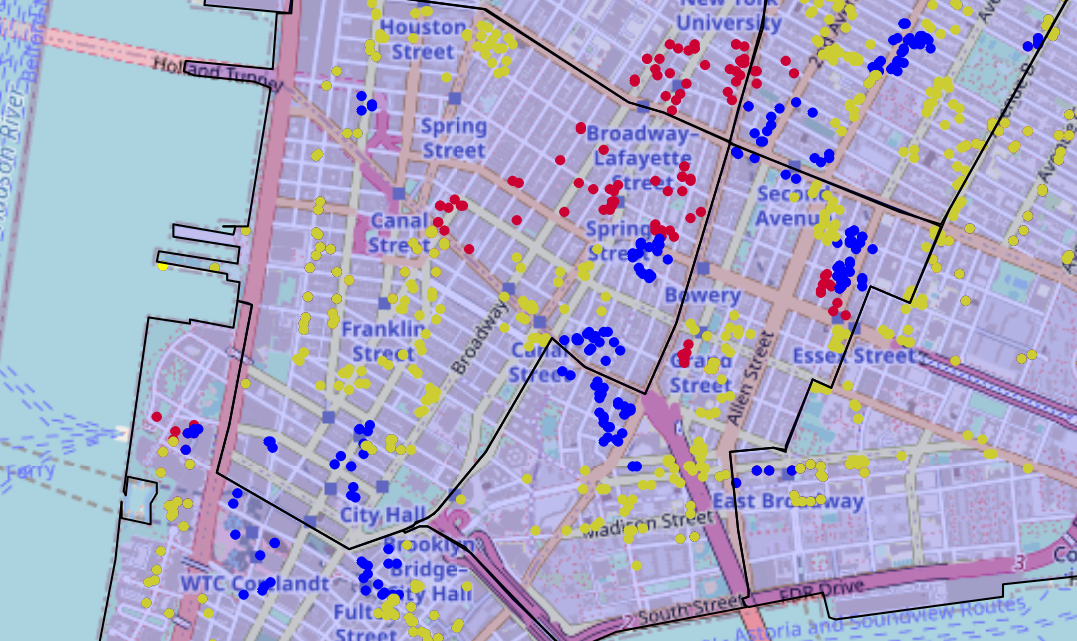 New York
University
Houston
Street
2nd Av
Holland Tunnel
Hudson River
Spring
Street
Broadway–
Lafayette
Street
Second
Avenue
Avenue D
Canal
Street
Spring
Street
Bowery
Franklin
Street
Broadway
Canal
Street
Grand
Street
Allen Street
Essex Street
Ferry
City Hall
East Broadway
Madison Street
Brooklyn
Bridge–
City Hall
WTC Cortlandt
Fulton
Street
South Street
2
FDR Drive
3
Astoria and Soundview Routes